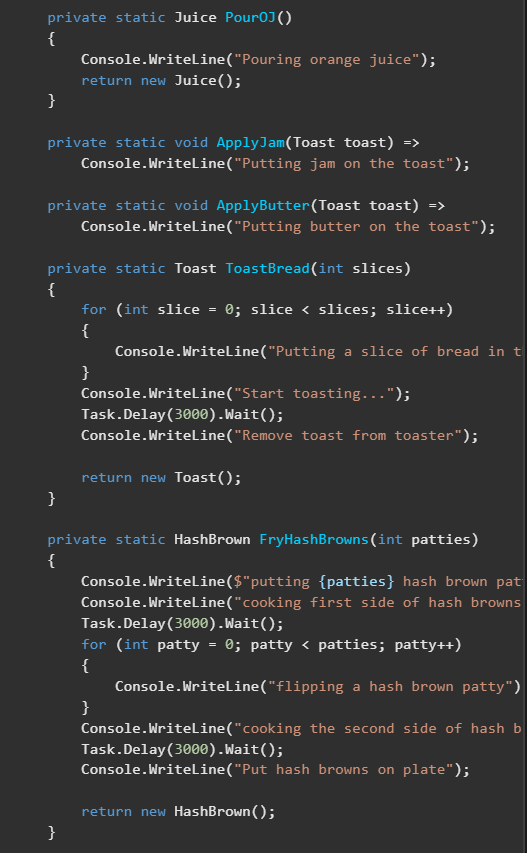 private static Juice PourOJ()
{
    Console.WriteLine("Pouring orange juice");
    return new Juice();
}

private static void ApplyJam(Toast toast) =>
    Console.WriteLine("Putting jam on the toast");

private static void ApplyButter(Toast toast) =>
    Console.WriteLine("Putting butter on the toast");

private static Toast ToastBread(int slices)
{
    for (int slice = 0; slice < slices; slice++)
    {
        Console.WriteLine("Putting a slice of bread in t
    }
    Console.WriteLine("Start toasting...");
    Task.Delay(3000).Wait();
    Console.WriteLine("Remove toast from toaster");

    return new Toast();
}

private static HashBrown FryHashBrowns(int patties)
{
    Console.WriteLine($"putting {patties} hash brown pat
    Console.WriteLine("cooking first side of hash browns
    Task.Delay(3000).Wait();
    for (int patty = 0; patty < patties; patty++)
    {
        Console.WriteLine("flipping a hash brown patty")
    }
    Console.WriteLine("cooking the second side of hash b
    Task.Delay(3000).Wait();
    Console.WriteLine("Put hash browns on plate");

    return new HashBrown();
}